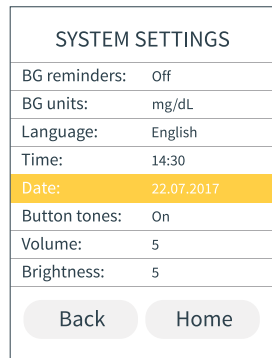 SYSTEM SETTINGS
BG reminders: Off
BG units: mg/dL
Language: English
Time: 14:30
Date: 22.07.2017
Button tones: On
Volume: 5
Brightness: 5
Back Home